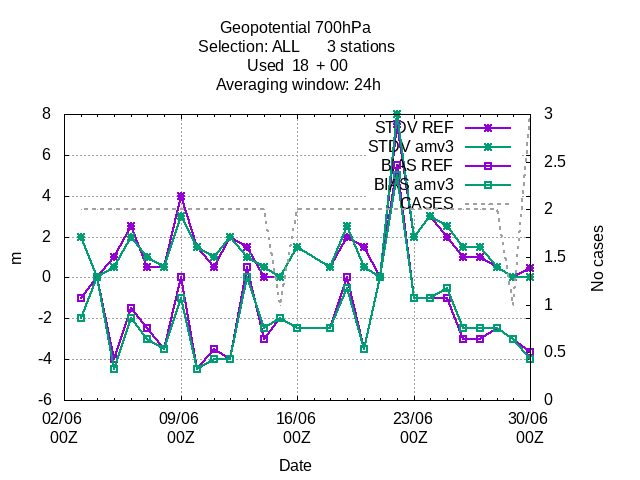 Geopotential 700hPa
Selection: ALL 3 stations
Used 18 + 00
Averaging window: 24h
8
6
4
2
0
-2
-4
-6
m
3
2.5
2
1.5
1
0.5
0
No cases
STDV REF
STDV amv3
BIAS REF
BIAS amv3
CASES
02/06 09/06 16/06 23/06 30/06
00Z 00Z 00Z 00Z 00Z
Date